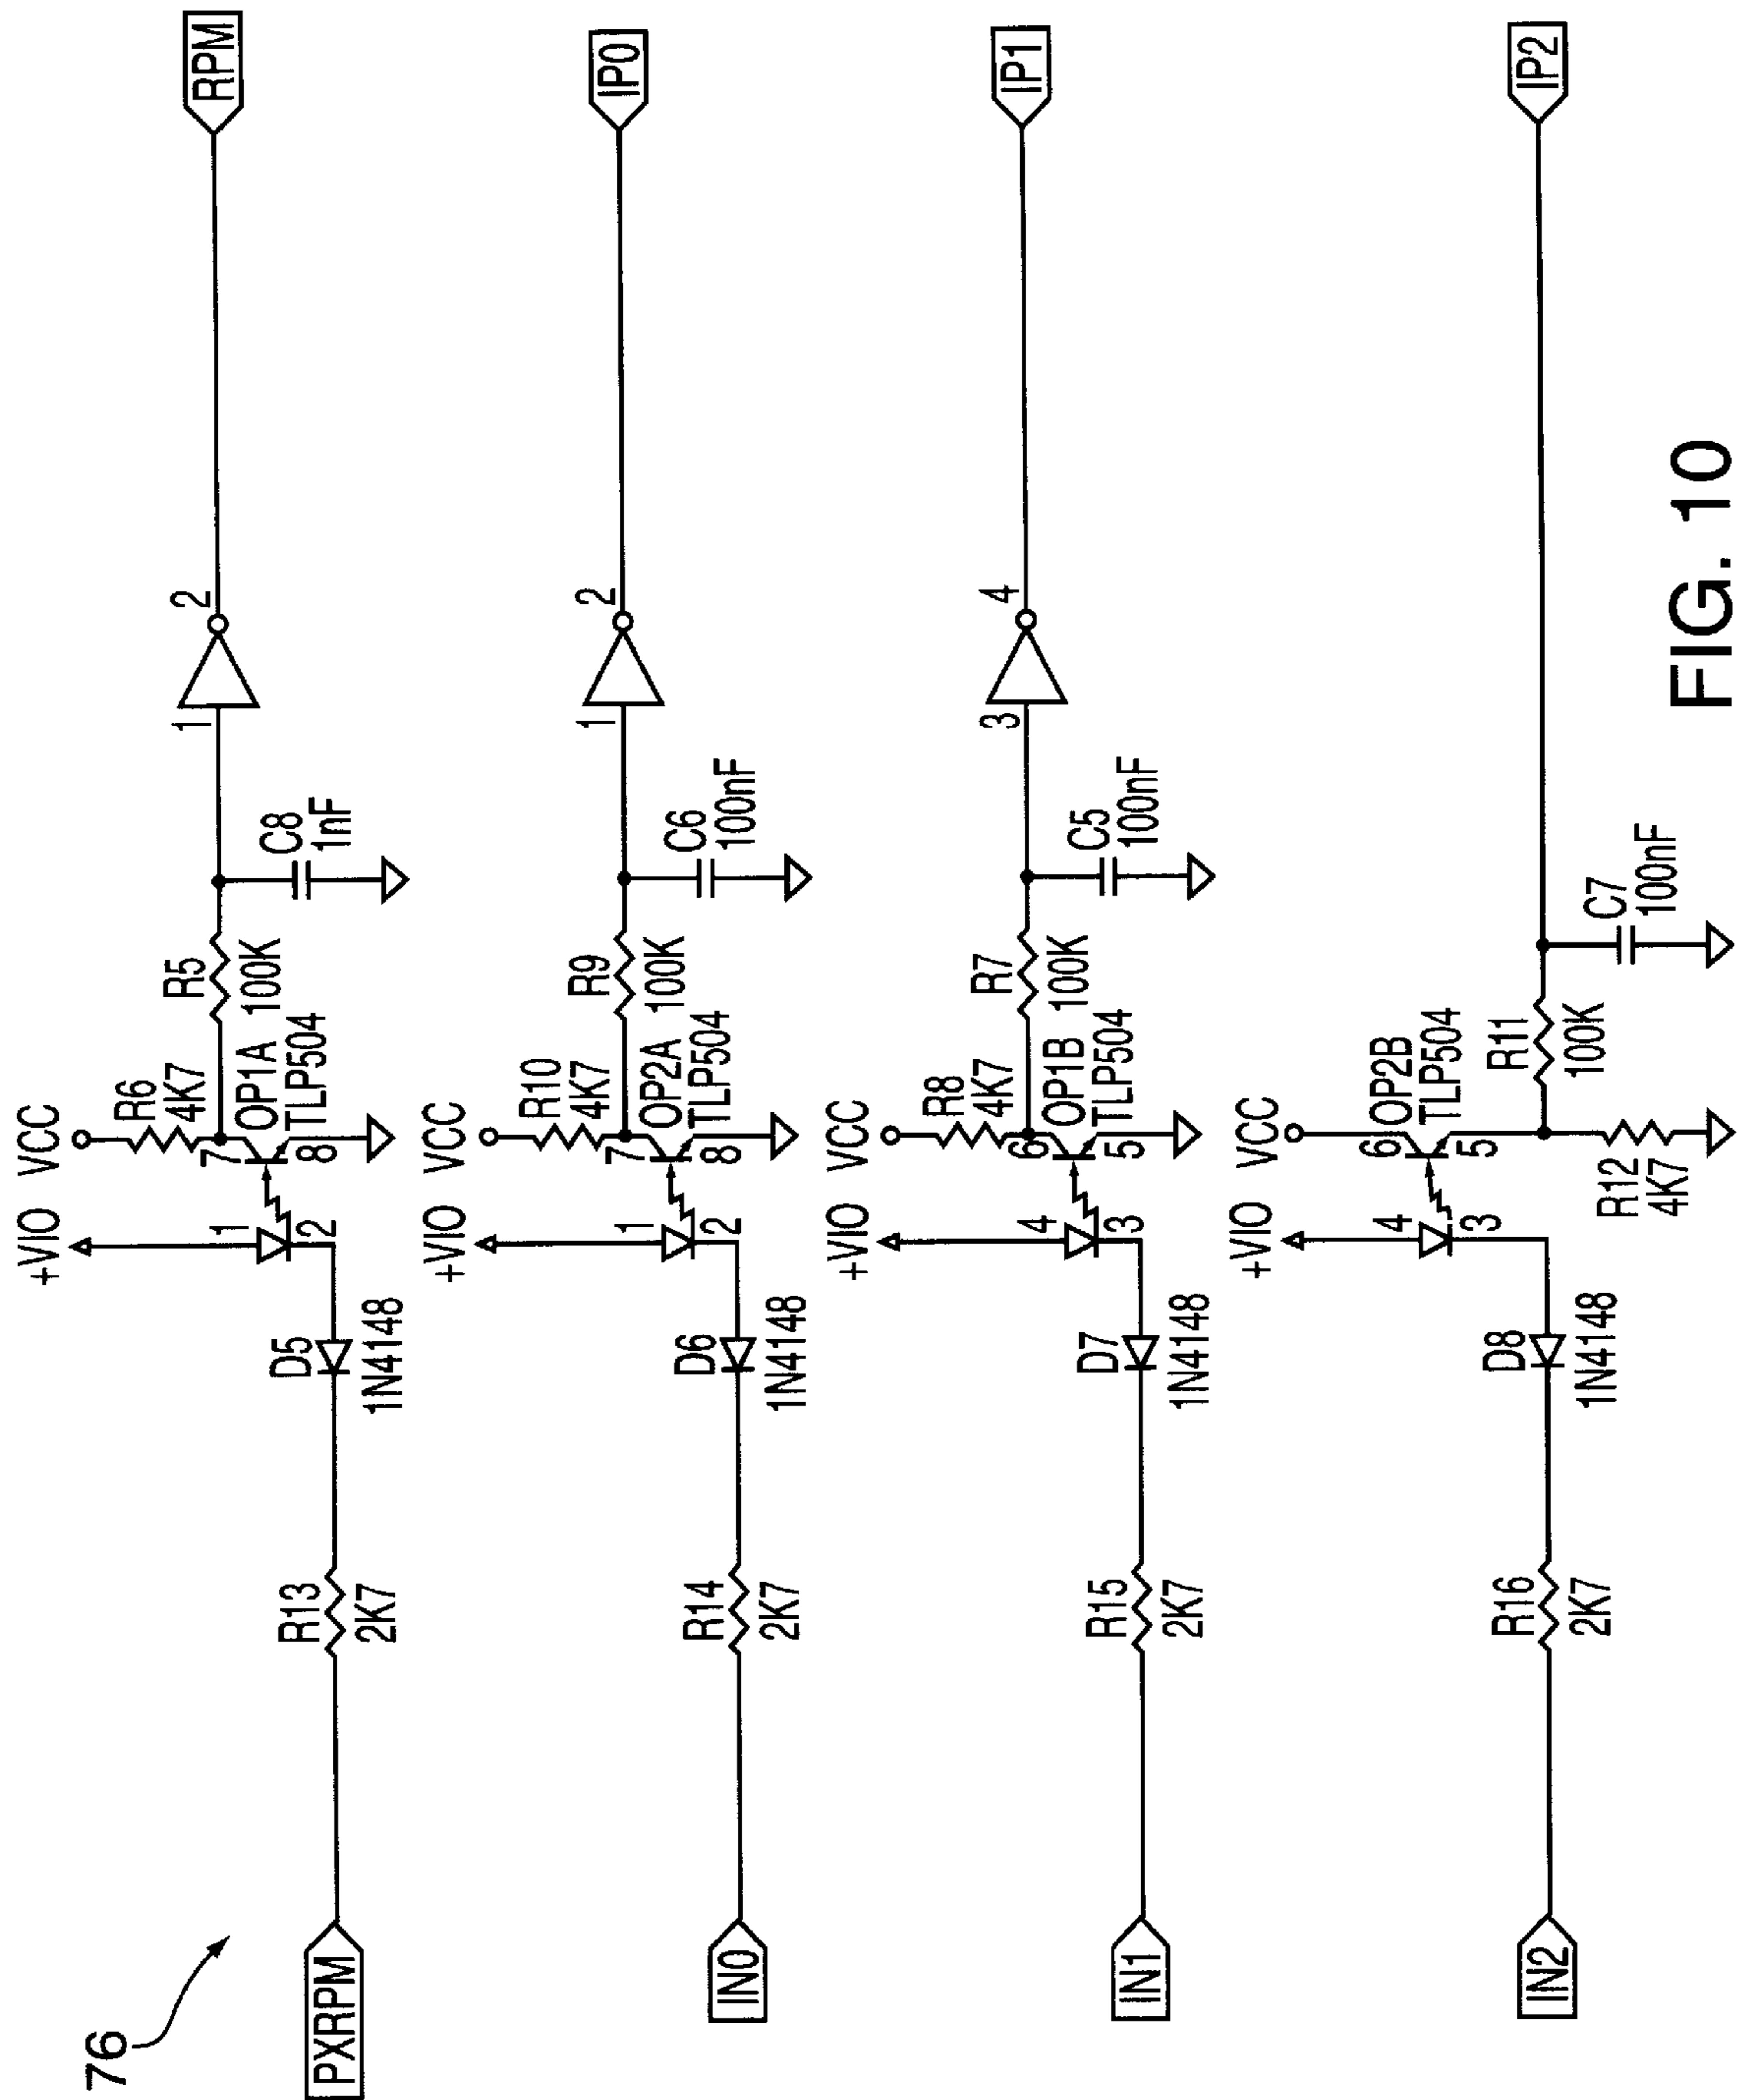 76
PXRPM
R13
2K7
D5
1N4148
+VIO
1
2
VCC
R6
4K7
7
8
OP1A
TLP504
R5
100K
C8
1nF
1
2
RPM
IN0
R14
2K7
D6
1N4148
+VIO
1
2
VCC
R10
4K7
7
8
OP2A
TLP504
R9
100K
C6
100nF
1
2
IP0
IN1
R15
2K7
D7
1N4148
+VIO
4
3
VCC
R8
4K7
6
5
OP1B
TLP504
R7
100K
C5
100nF
3
4
IP1
IN2
R16
2K7
D8
1N4148
+VIO
4
3
VCC
6
5
OP2B
TLP504
R12
4K7
R11
100K
C7
100nF
IP2
FIG. 10